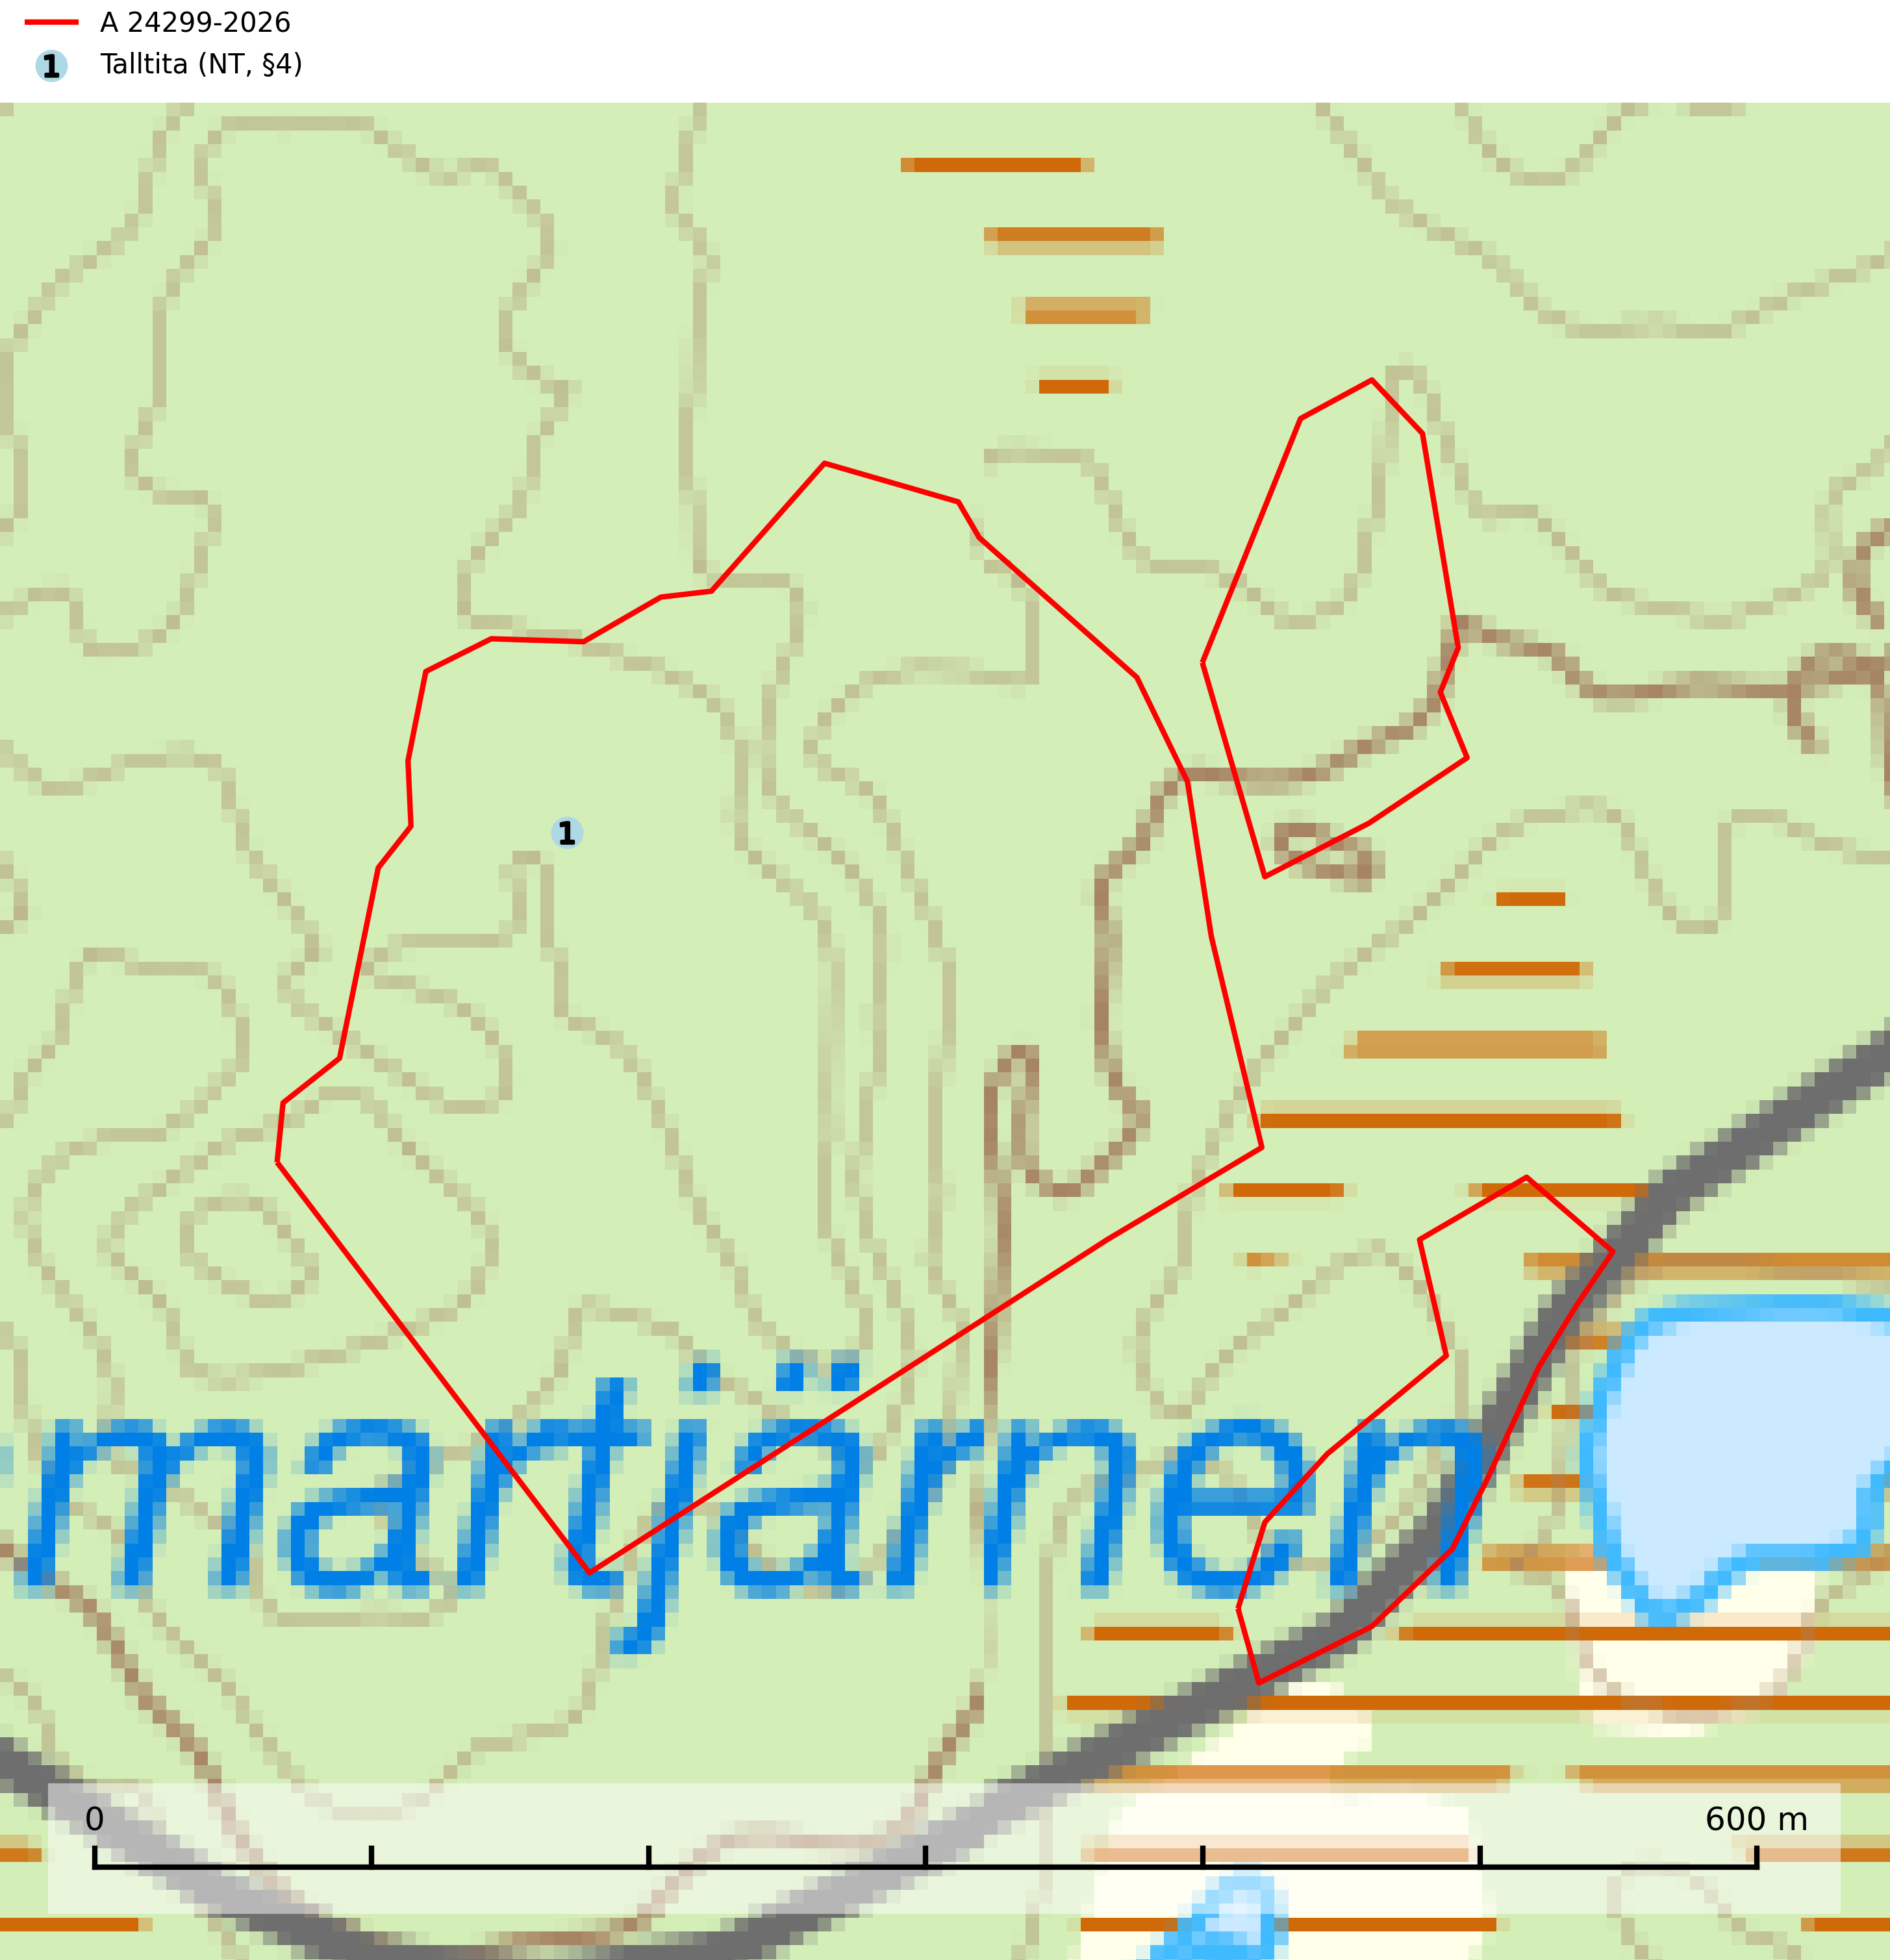 A 24299-2026
1 Talltita (NT, §4)
1
martjärnen
0 600 m